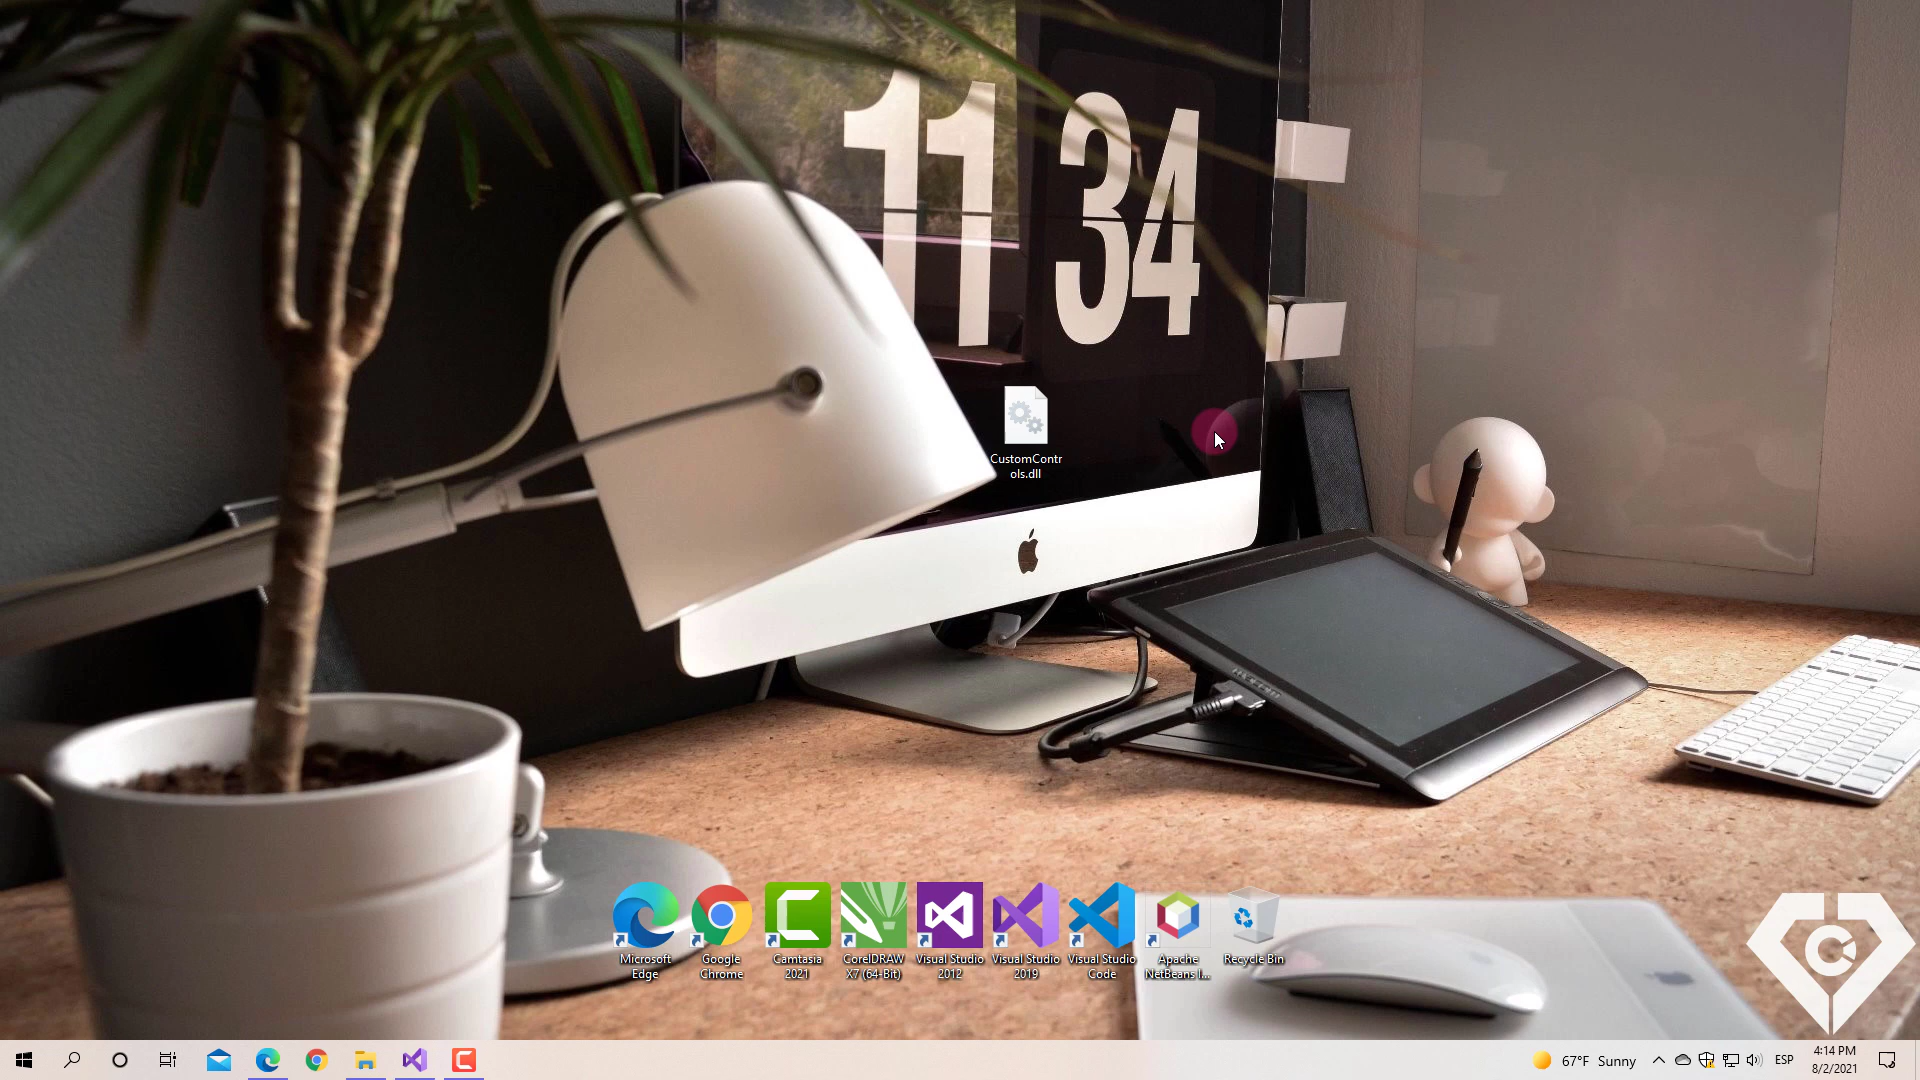 11 34
CustomContr
ols.dll
Microsoft
Edge
Google
Chrome
Camtasia
2021
CorelDRAW
X7 (64-Bit)
Visual Studio
2012
Visual Studio
2019
Visual Studio
Code
Apache
NetBeans I...
Recycle Bin
67°F Sunny
ESP
4:14 PM
8/2/2021